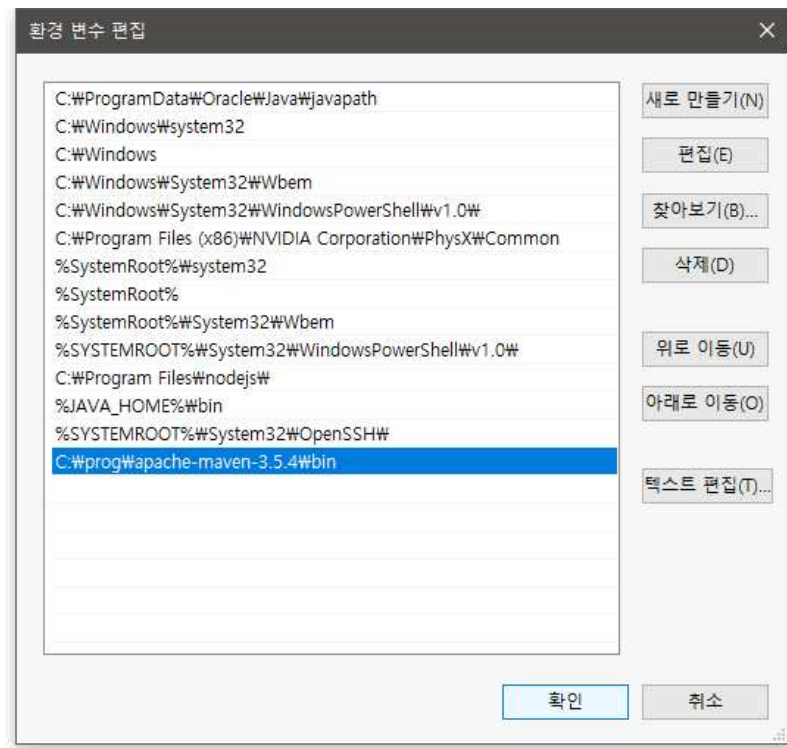 환경 변수 편집
C:₩ProgramData₩Oracle₩Java₩javapath
C:₩Windows₩system32
C:₩Windows
C:₩Windows₩System32₩Wbem
C:₩Windows₩System32₩WindowsPowerShell₩v1.0₩
C:₩Program Files (x86)₩NVIDIA Corporation₩PhysX₩Common
%SystemRoot%₩system32
%SystemRoot%
%SystemRoot%₩System32₩Wbem
%SYSTEMROOT%₩System32₩WindowsPowerShell₩v1.0₩
C:₩Program Files₩nodejs₩
%JAVA_HOME%₩bin
%SYSTEMROOT%₩System32₩OpenSSH₩
C:₩prog₩apache-maven-3.5.4₩bin
새로 만들기(N)
편집(E)
찾아보기(B)...
삭제(D)
위로 이동(U)
아래로 이동(O)
텍스트 편집(T)...
확인
취소